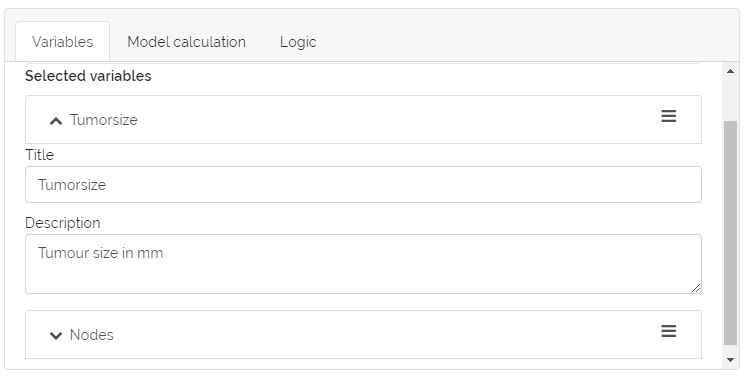 Variables Model calculation Logic
Selected variables
Tumorsize
Title
Tumorsize
Description
Tumour size in mm
Nodes